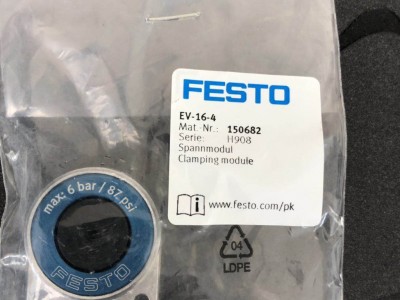 FESTO
EV-16-4
Mat.-Nr.: 150682
Serie: H908
Spannmodul
Clamping module
www.festo.com/pk
max: 6 bar / 87 psi
FESTO
04
LDPE